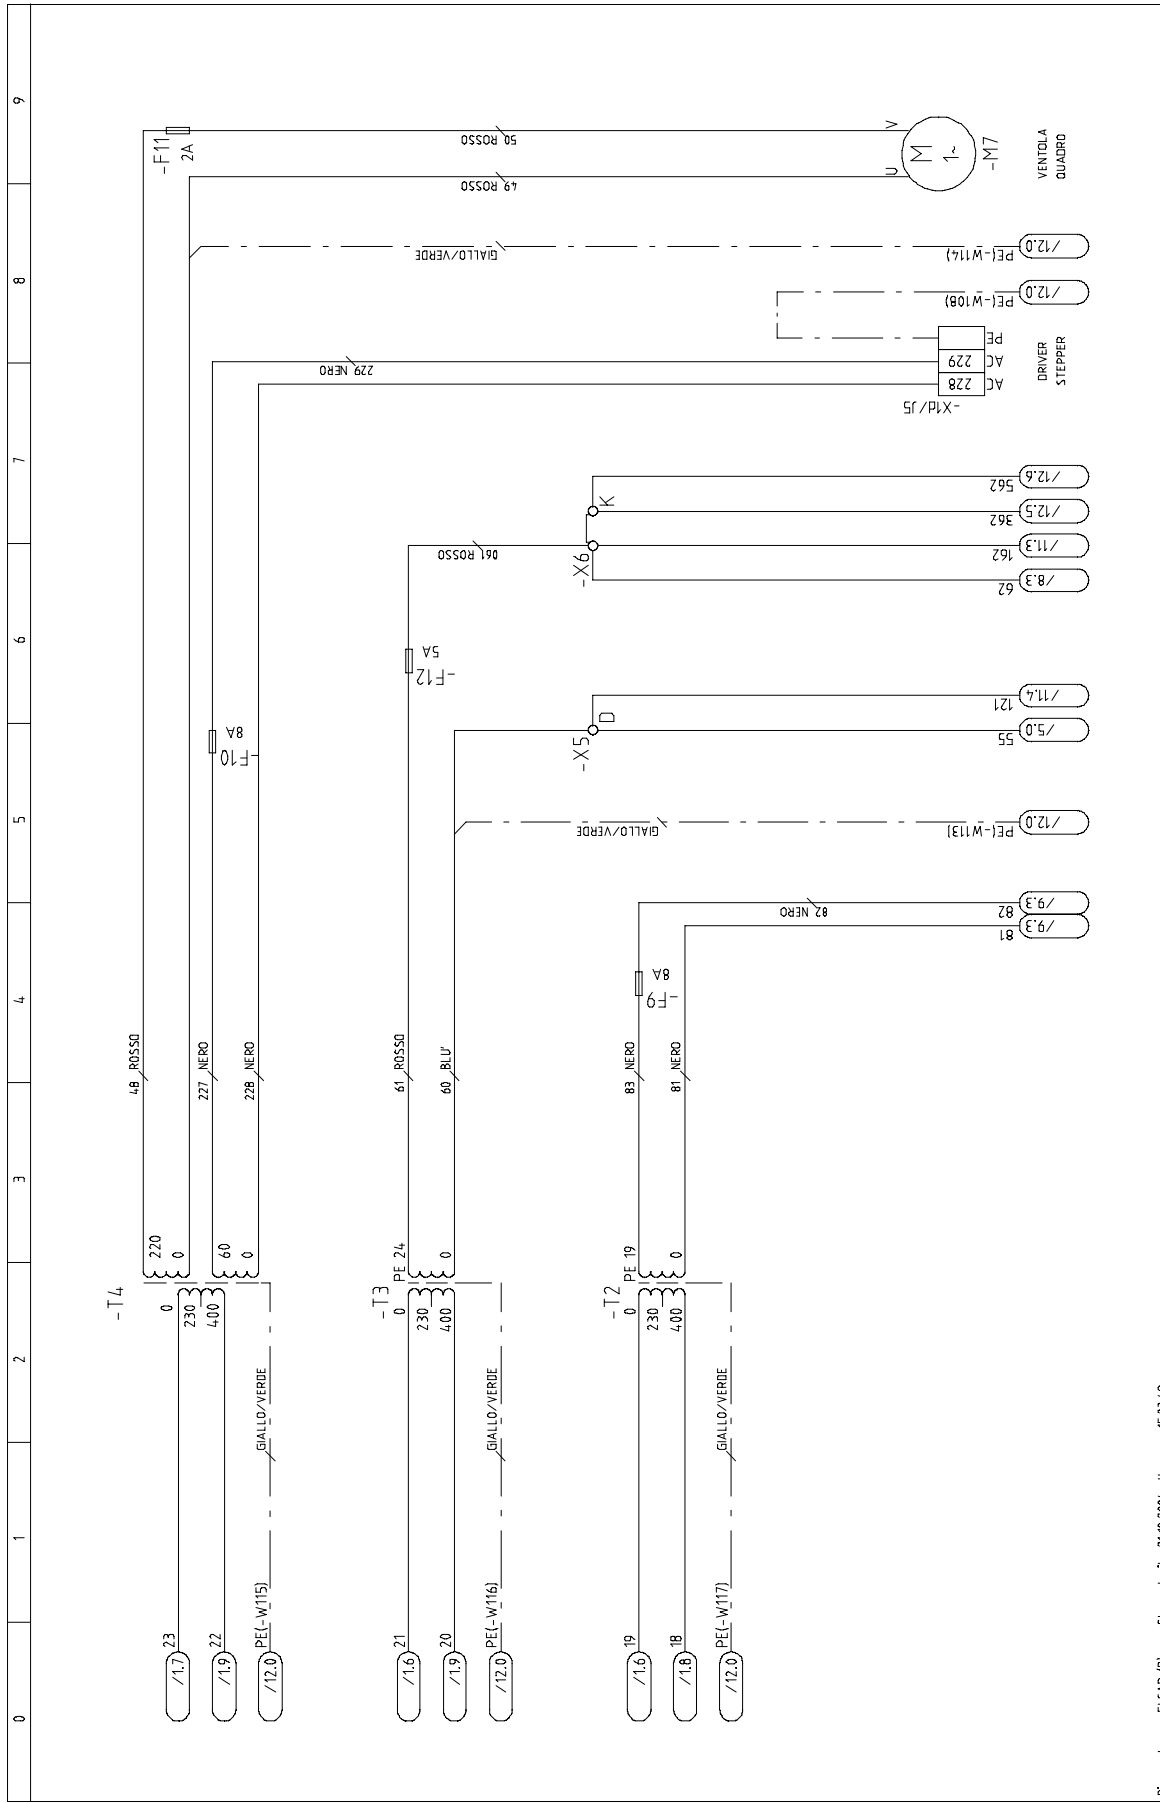 0
1
2
3
4
5
6
7
8
9
-T4
0
230
400
220
0
60
0
48 ROSSO
227 NERO
228 NERO
-F11
2A
50 ROSSO
49 ROSSO
V
U
M
1~
-M7
VENTOLA
QUADRO
GIALLO/VERDE
PE(-W114)
/12.0
PE(-W108)
/12.0
229 NERO
PE
AC
229
AC
228
-X1d/J5
DRIVER
STEPPER
-F10
8A
23
/1.7
22
/1.9
PE(-W115)
/12.0
GIALLO/VERDE
-T3
0
230
400
PE 24
0
61 ROSSO
60 BLU'
-F12
5A
061 ROSSO
-X6
K
562
/12.6
362
/12.5
162
/11.3
62
/8.3
-X5
D
121
/11.4
55
/5.0
GIALLO/VERDE
PE(-W113)
/12.0
21
/1.6
20
/1.9
PE(-W116)
/12.0
GIALLO/VERDE
-T2
0
230
400
PE 19
0
83 NERO
81 NERO
-F9
8A
82 NERO
82
/9.3
81
/9.3
19
/1.6
18
/1.8
PE(-W117)
/12.0
GIALLO/VERDE